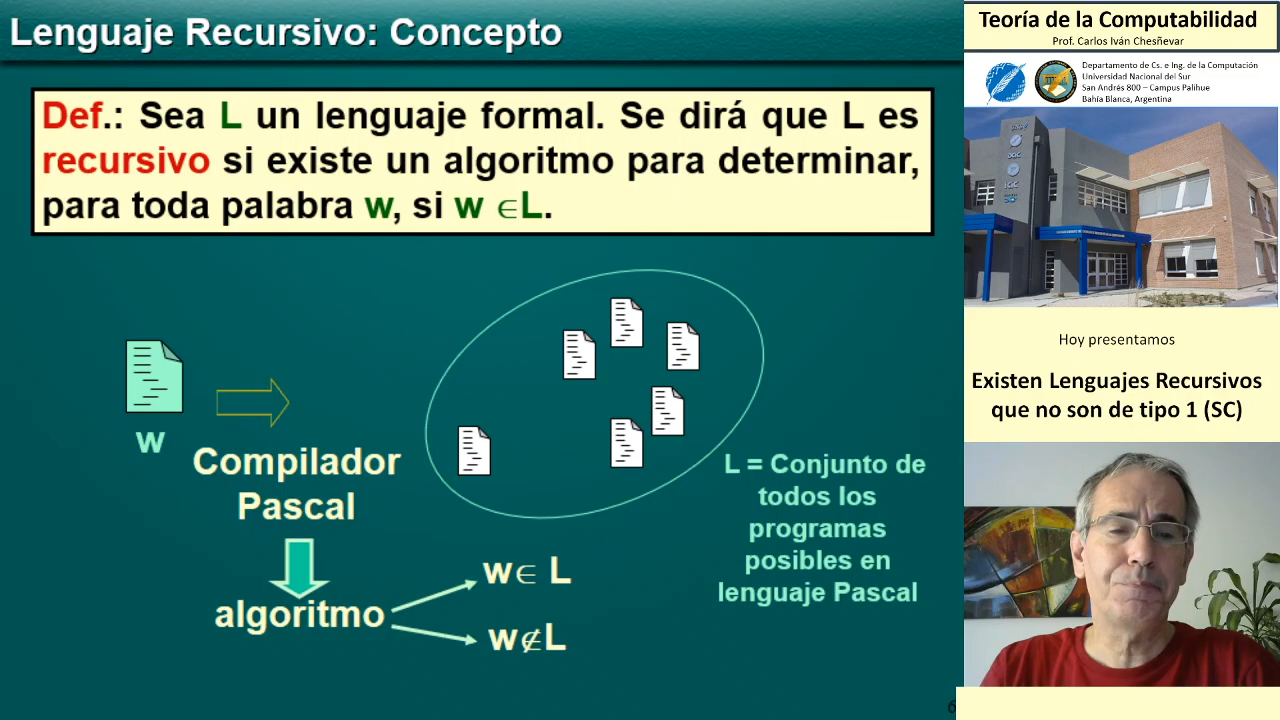 Lenguaje Recursivo: Concepto
Def.: Sea L un lenguaje formal. Se dirá que L es
recursivo si existe un algoritmo para determinar,
para toda palabra w, si w ∈L.
w
Compilador
Pascal
algoritmo
w∈ L
w∉L
L = Conjunto de
todos los
programas
posibles en
lenguaje Pascal
Teoría de la Computabilidad
Prof. Carlos Iván Chesñevar
Departamento de Cs. e Ing. de la Computación
Universidad Nacional del Sur
San Andrés 800 – Campus Palihue
Bahía Blanca, Argentina
Hoy presentamos
Existen Lenguajes Recursivos
que no son de tipo 1 (SC)